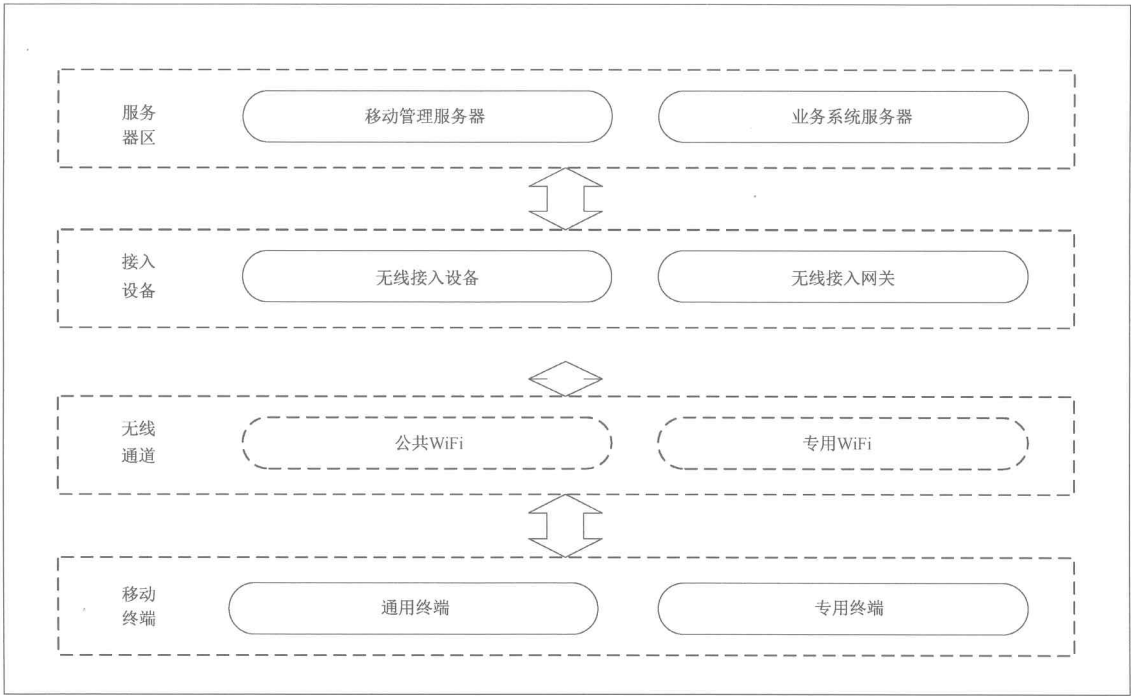 服务
器区
移动管理服务器
业务系统服务器
接入
设备
无线接入设备
无线接入网关
无线
通道
公共WiFi
专用WiFi
移动
终端
通用终端
专用终端